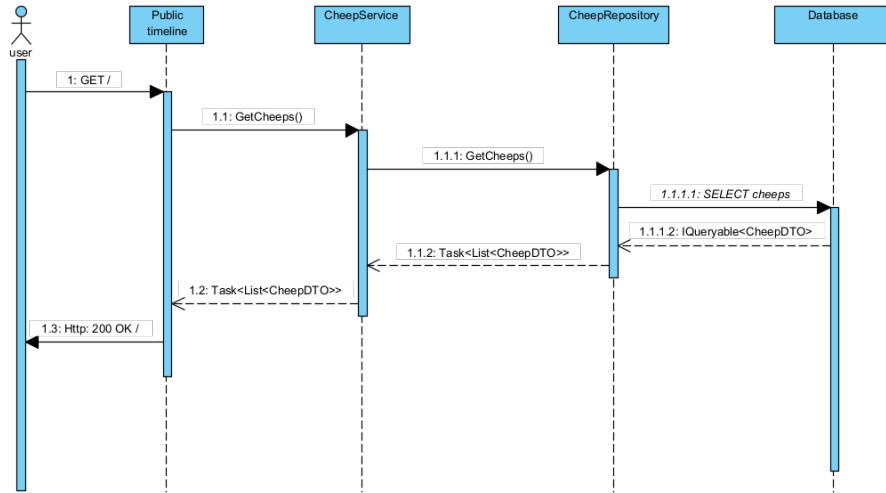 Public
timeline
CheepService
CheepRepository
Database
user
1: GET /
1.1: GetCheeps()
1.1.1: GetCheeps()
1.1.1.1: SELECT cheeps
1.1.1.2: IQueryable<CheepDTO>
1.1.2: Task<List<CheepDTO>>
1.2: Task<List<CheepDTO>>
1.3: Http: 200 OK /